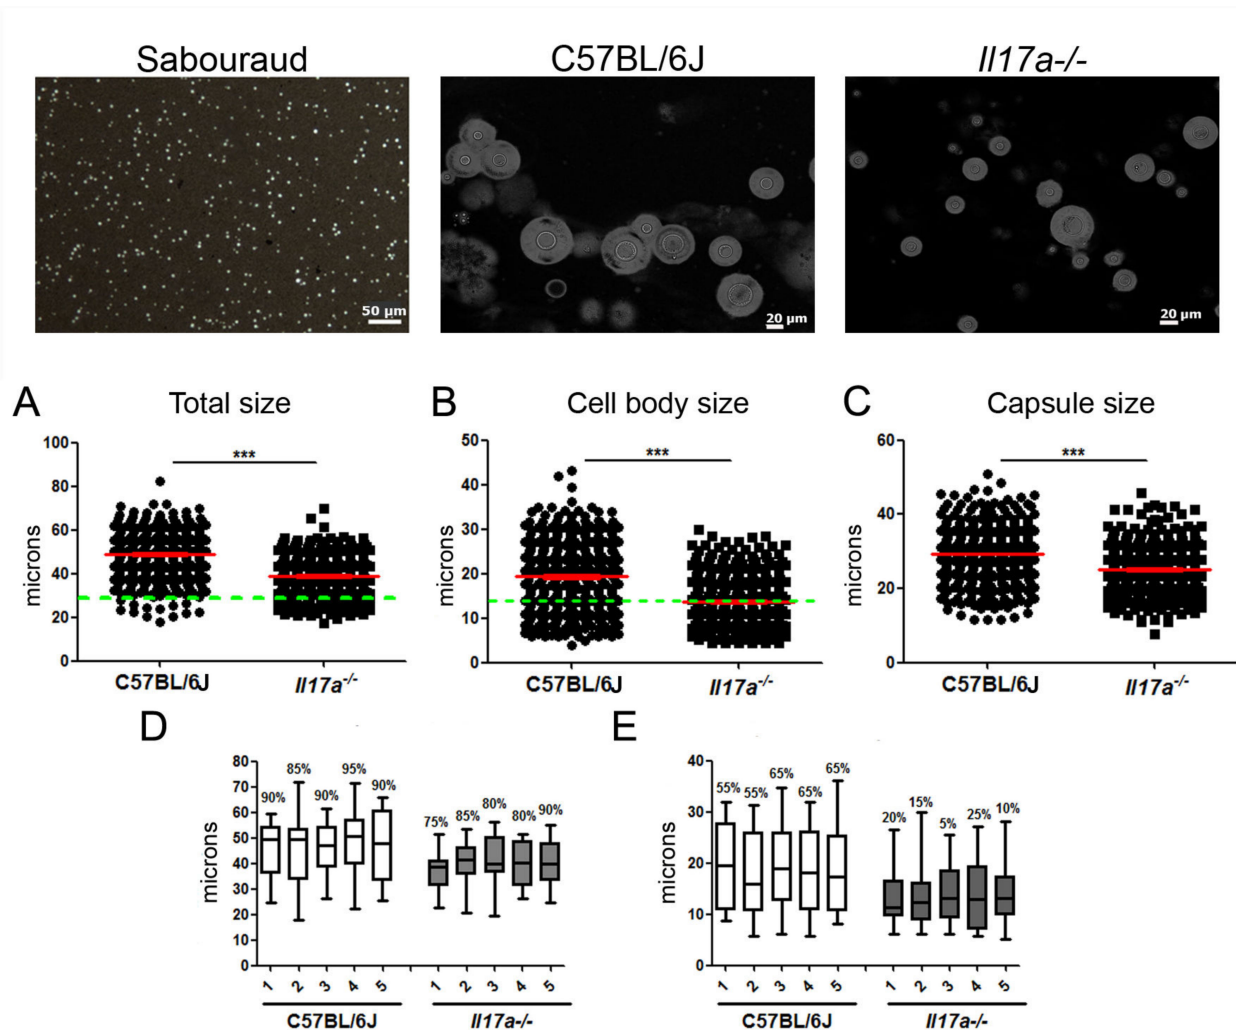 Sabouraud C57BL/6J Il17a-/-
50 µm 20 µm 20 µm
A Total size B Cell body size C Capsule size
*** *** ***
microns microns microns
100 80 60 40 20 0
50 40 30 20 10 0
60 40 20 0
C57BL/6J Il17a-/- C57BL/6J Il17a-/- C57BL/6J Il17a-/-
D E
microns microns
80 70 60 50 40 30 20 10 0
90% 85% 90% 95% 90% 75% 85% 80% 80% 90%
1 2 3 4 5 1 2 3 4 5
C57BL/6J Il17a-/-
40 30 20 10 0
55% 55% 65% 65% 65% 20% 15% 5% 25% 10%
1 2 3 4 5 1 2 3 4 5
C57BL/6J Il17a-/-